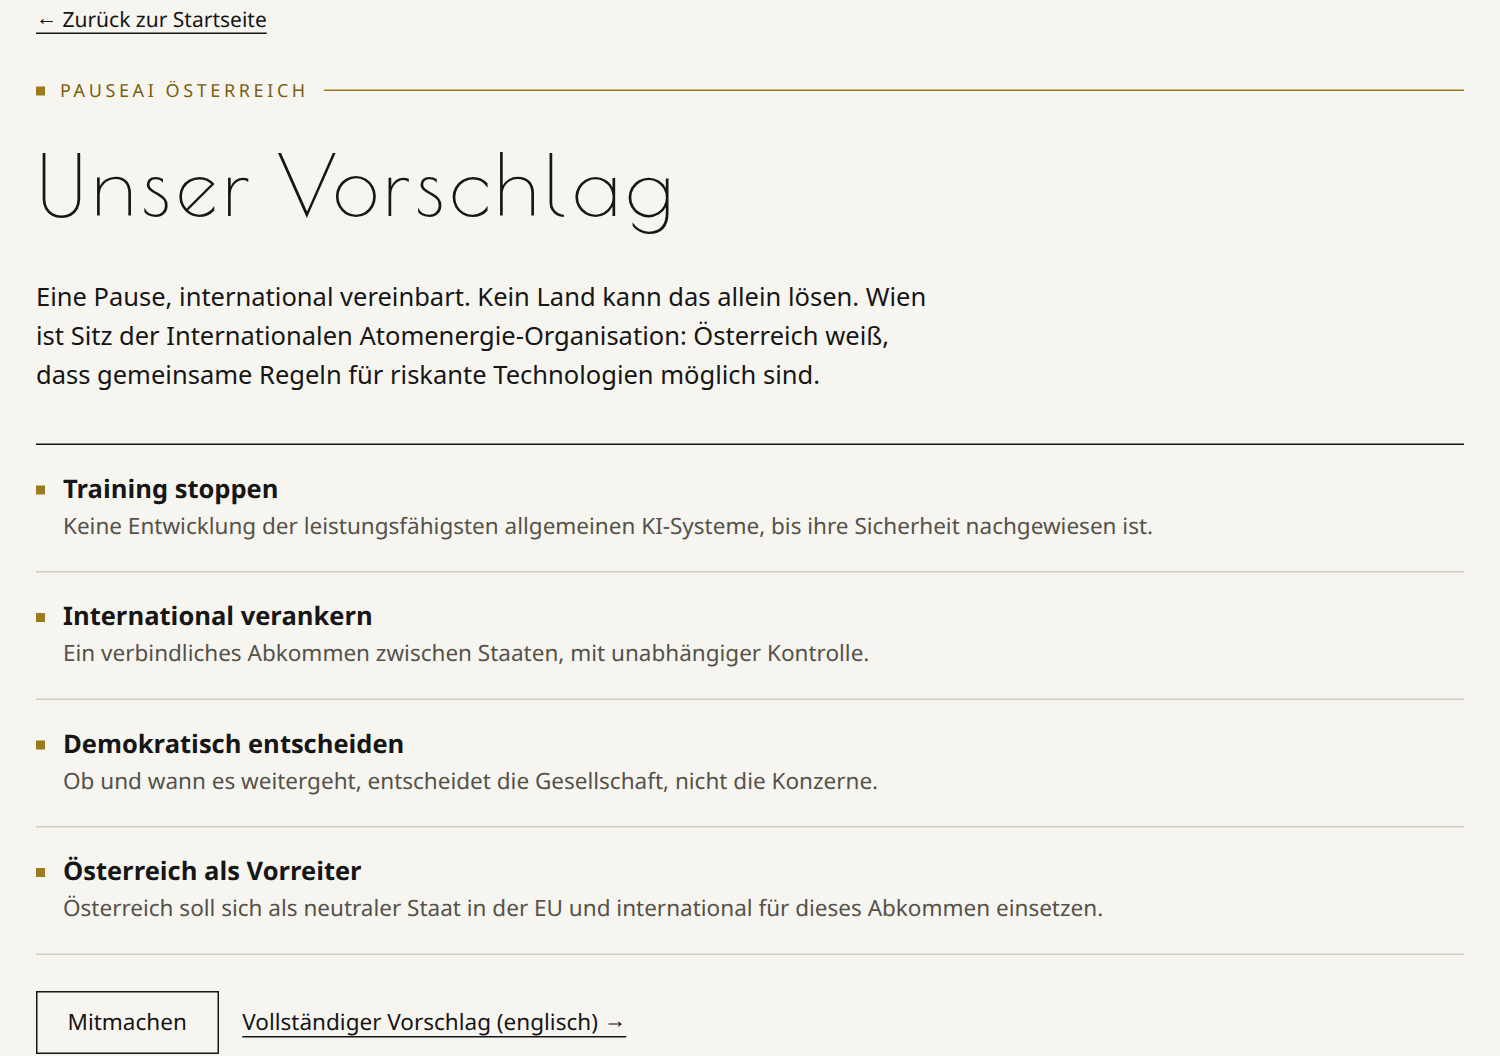 ← Zurück zur Startseite
PAUSEAI ÖSTERREICH
Unser Vorschlag
Eine Pause, international vereinbart. Kein Land kann das allein lösen. Wien
ist Sitz der Internationalen Atomenergie-Organisation: Österreich weiß,
dass gemeinsame Regeln für riskante Technologien möglich sind.
Training stoppen
Keine Entwicklung der leistungsfähigsten allgemeinen KI-Systeme, bis ihre Sicherheit nachgewiesen ist.
International verankern
Ein verbindliches Abkommen zwischen Staaten, mit unabhängiger Kontrolle.
Demokratisch entscheiden
Ob und wann es weitergeht, entscheidet die Gesellschaft, nicht die Konzerne.
Österreich als Vorreiter
Österreich soll sich als neutraler Staat in der EU und international für dieses Abkommen einsetzen.
Mitmachen
Vollständiger Vorschlag (englisch) →